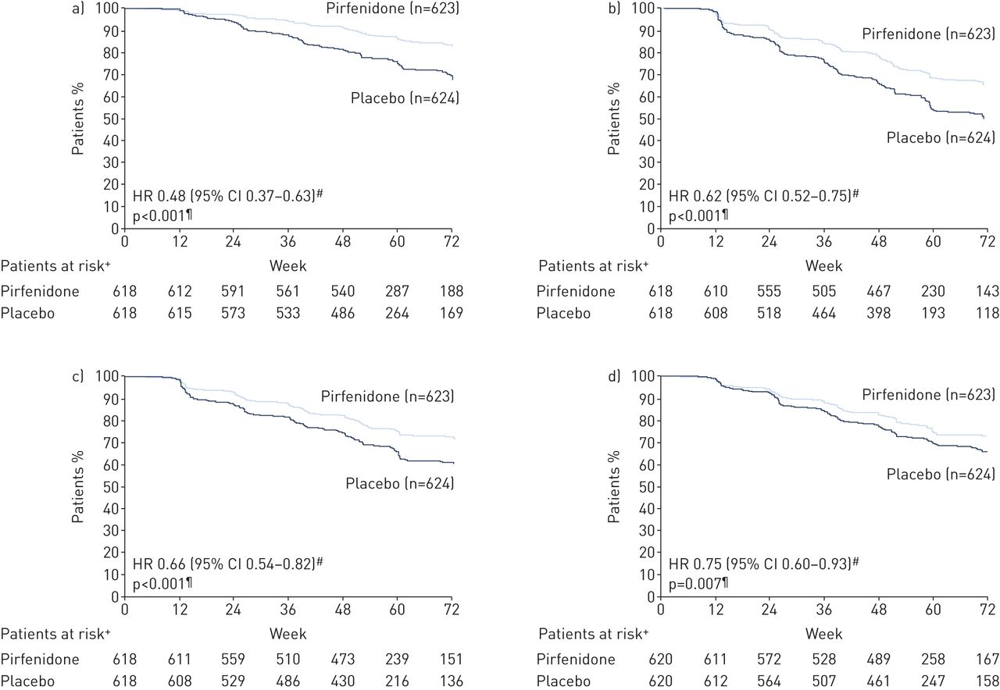 a)
Patients %
100
90
80
70
60
50
40
30
20
10
0
Pirfenidone (n=623)
Placebo (n=624)
HR 0.48 (95% CI 0.37–0.63)#
p<0.001¶
0 12 24 36 48 60 72
Patients at risk+ Week
Pirfenidone 618 612 591 561 540 287 188
Placebo 618 615 573 533 486 264 169
b)
Patients %
100
90
80
70
60
50
40
30
20
10
0
Pirfenidone (n=623)
Placebo (n=624)
HR 0.62 (95% CI 0.52–0.75)#
p<0.001¶
0 12 24 36 48 60 72
Patients at risk+ Week
Pirfenidone 618 610 555 505 467 230 143
Placebo 618 608 518 464 398 193 118
c)
Patients %
100
90
80
70
60
50
40
30
20
10
0
Pirfenidone (n=623)
Placebo (n=624)
HR 0.66 (95% CI 0.54–0.82)#
p<0.001¶
0 12 24 36 48 60 72
Patients at risk+ Week
Pirfenidone 618 611 559 510 473 239 151
Placebo 618 608 529 486 430 216 136
d)
Patients %
100
90
80
70
60
50
40
30
20
10
0
Pirfenidone (n=623)
Placebo (n=624)
HR 0.75 (95% CI 0.60–0.93)#
p=0.007¶
0 12 24 36 48 60 72
Patients at risk+ Week
Pirfenidone 620 611 572 528 489 258 167
Placebo 620 612 564 507 461 247 158